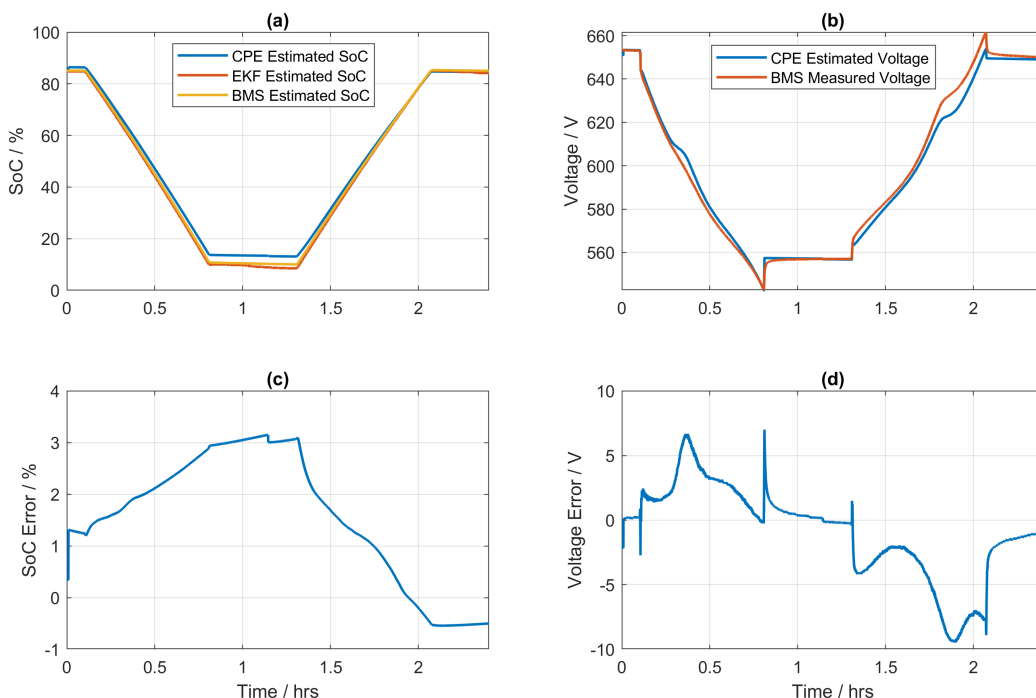 (a)
100
80
60
40
20
0
SoC / %
CPE Estimated SoC
EKF Estimated SoC
BMS Estimated SoC
0 0.5 1 1.5 2
(b)
660
640
620
600
580
560
Voltage / V
CPE Estimated Voltage
BMS Measured Voltage
0 0.5 1 1.5 2
(c)
4
3
2
1
0
-1
SoC Error / %
0 0.5 1 1.5 2
Time / hrs
(d)
10
5
0
-5
-10
Voltage Error / V
0 0.5 1 1.5 2
Time / hrs